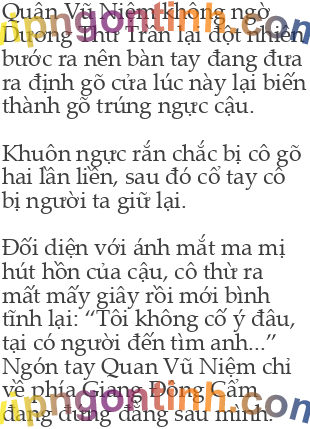 Quân Vũ Niệm không ngờ
Dương Thư Trần lại đột nhiên
bước ra nên bàn tay đang đưa
ra định gõ cửa lúc này lại biến
thành gõ trúng ngực cậu.
Khuôn ngực rắn chắc bị cô gõ
hai lần liền, sau đó cổ tay cô
bị người ta giữ lại.
Đối diện với ánh mắt ma mị
hút hồn của cậu, cô thừ ra
mất mấy giây rồi mới bình
tĩnh lại: “Tôi không cố ý đâu,
tại có người đến tìm anh...”
Ngón tay Quan Vũ Niệm chỉ
về phía Giang Đông Cẩm
đang đứng đằng sau mình.
vipngontinh.com
vipngontinh.com